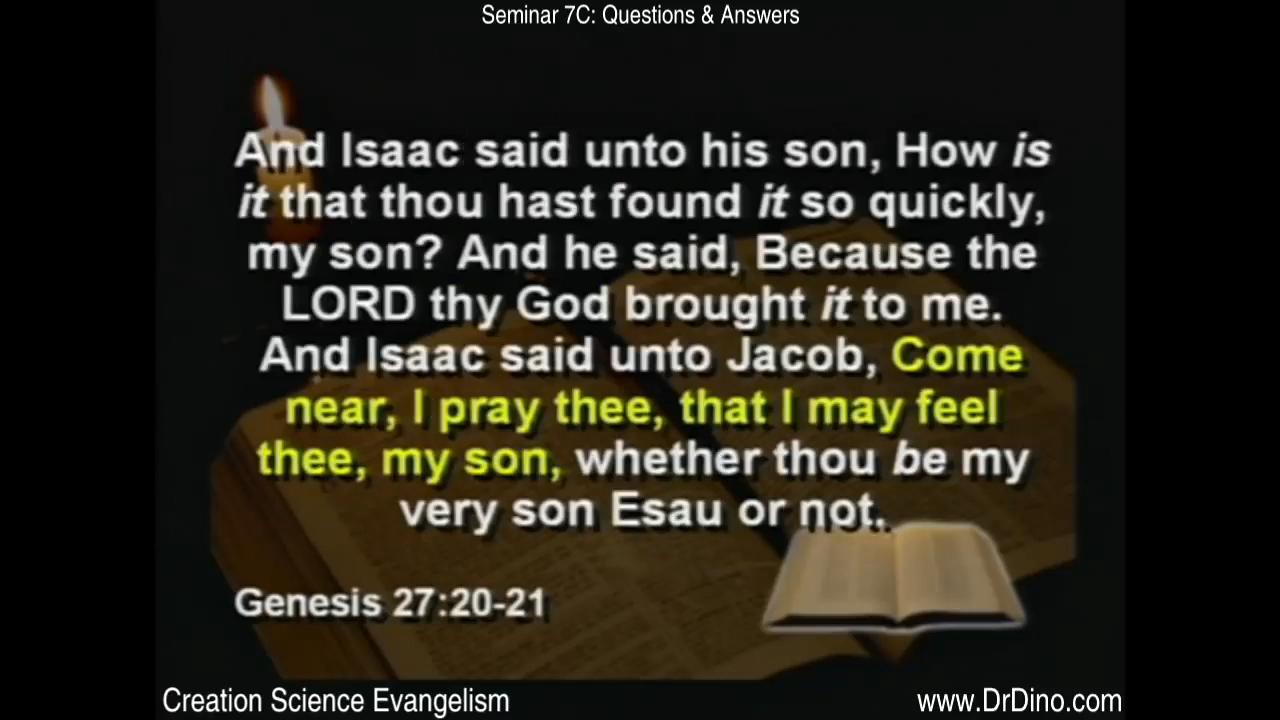 Seminar 7C: Questions & Answers
And Isaac said unto his son, How is
it that thou hast found it so quickly,
my son? And he said, Because the
LORD thy God brought it to me.
And Isaac said unto Jacob, Come
near, I pray thee, that I may feel
thee, my son, whether thou be my
very son Esau or not.
Genesis 27:20-21
Creation Science Evangelism
www.DrDino.com